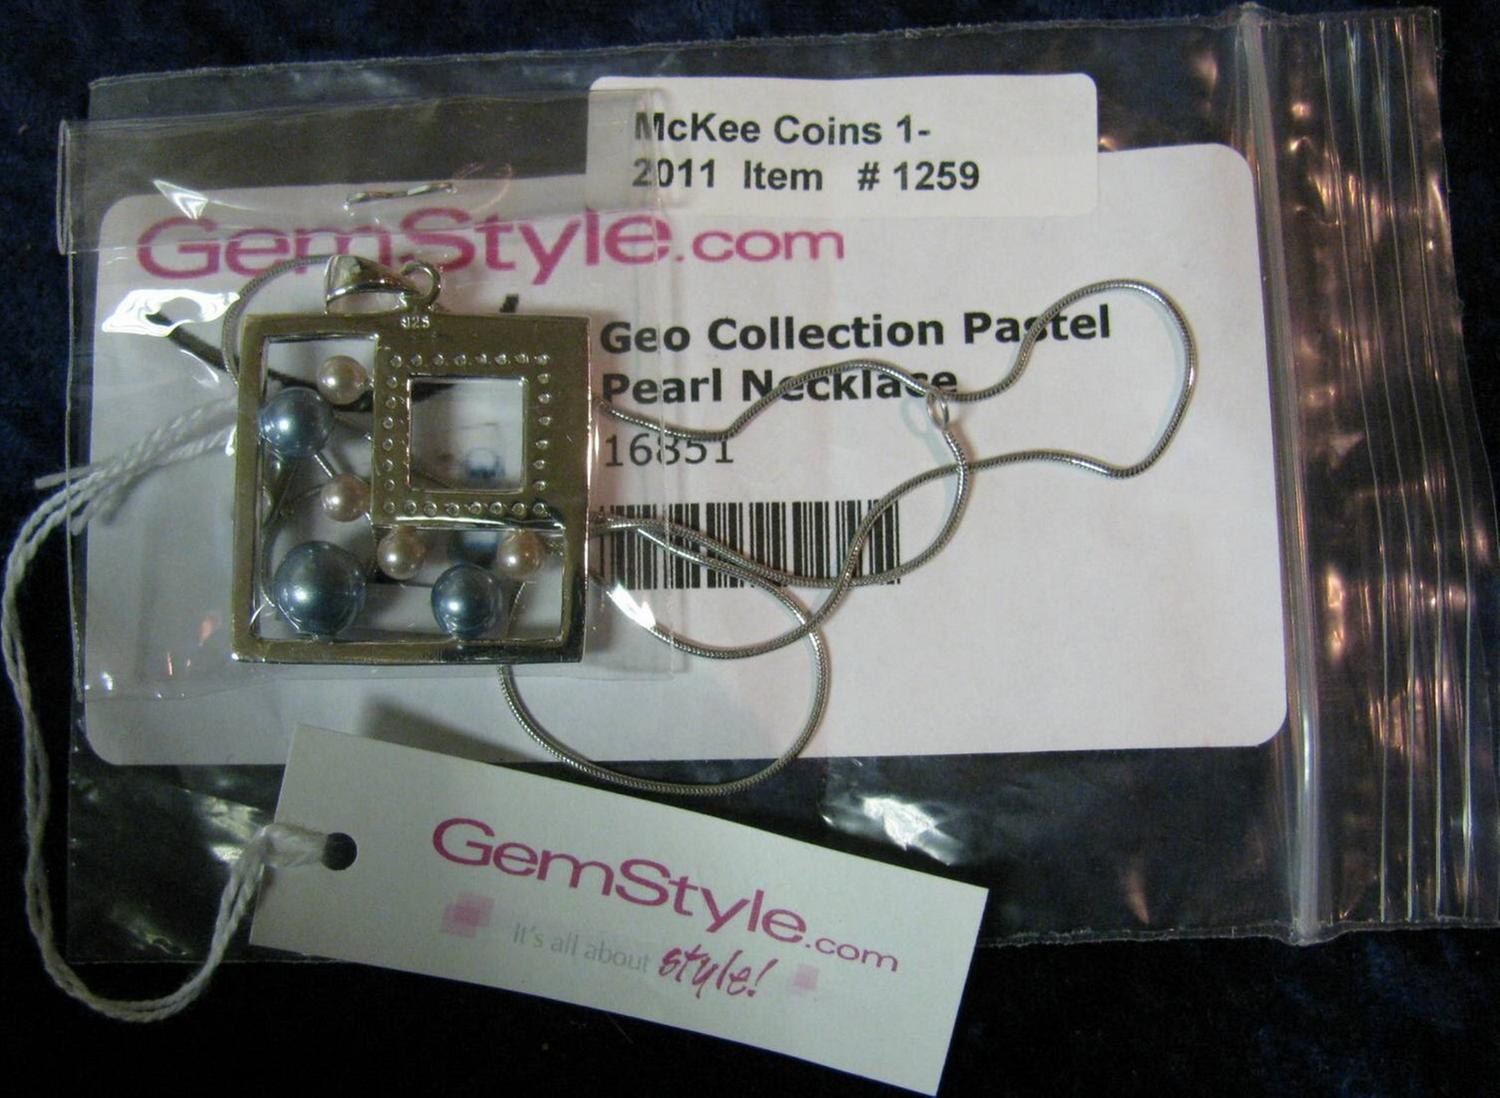 McKee Coins 1-
2011 Item # 1259
GemStyle.com
925
Geo Collection Pastel
Pearl Necklace
16851
GemStyle.com
It's all about style!